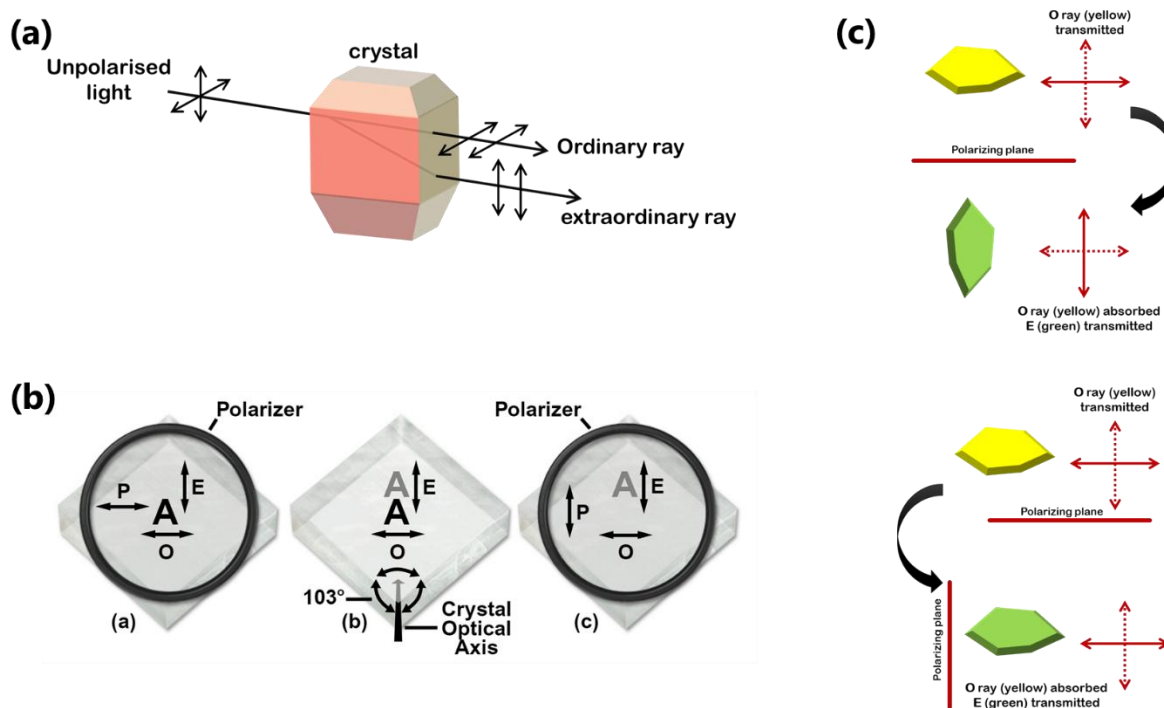 (a)
crystal
Unpolarised
light
Ordinary ray
extraordinary ray
(b)
Polarizer
P
E
A
O
(a)
A
A
E
O
103°
(b)
Crystal
Optical
Axis
Polarizer
P
A
E
O
(c)
(c)
O ray (yellow)
transmitted
Polarizing plane
O ray (yellow) absorbed
E (green) transmitted
O ray (yellow)
transmitted
Polarizing plane
Polarizing plane
O ray (yellow) absorbed
E (green) transmitted